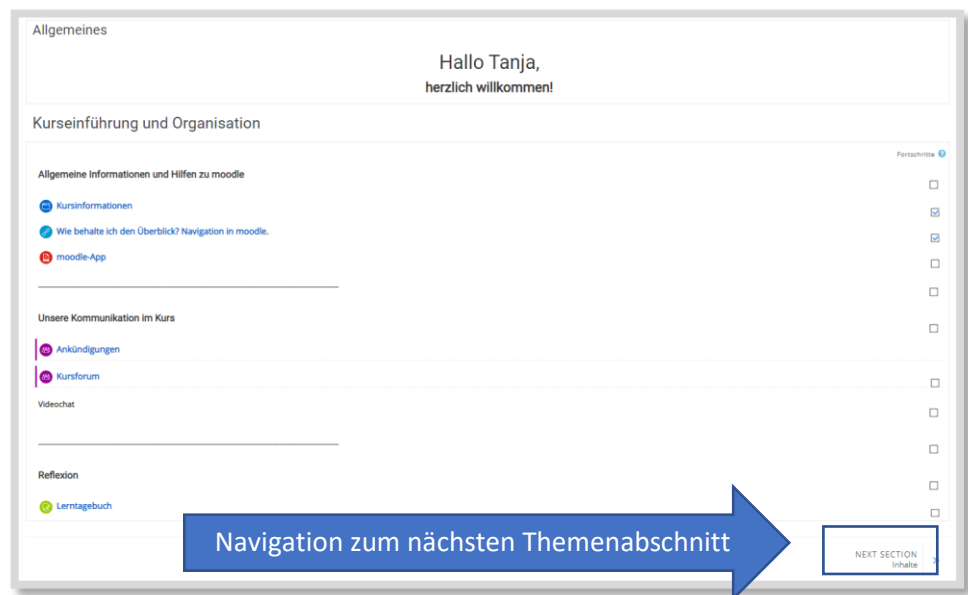 Allgemeines
Hallo Tanja,
herzlich willkommen!
Kurseinführung und Organisation
Fortschritte
Allgemeine Informationen und Hilfen zu moodle
Kursinformationen
Wie behalte ich den Überblick? Navigation in moodle.
moodle-App
Unsere Kommunikation im Kurs
Ankündigungen
Kursforum
Videochat
Reflexion
Lerntagebuch
Navigation zum nächsten Themenabschnitt
NEXT SECTION
Inhalte